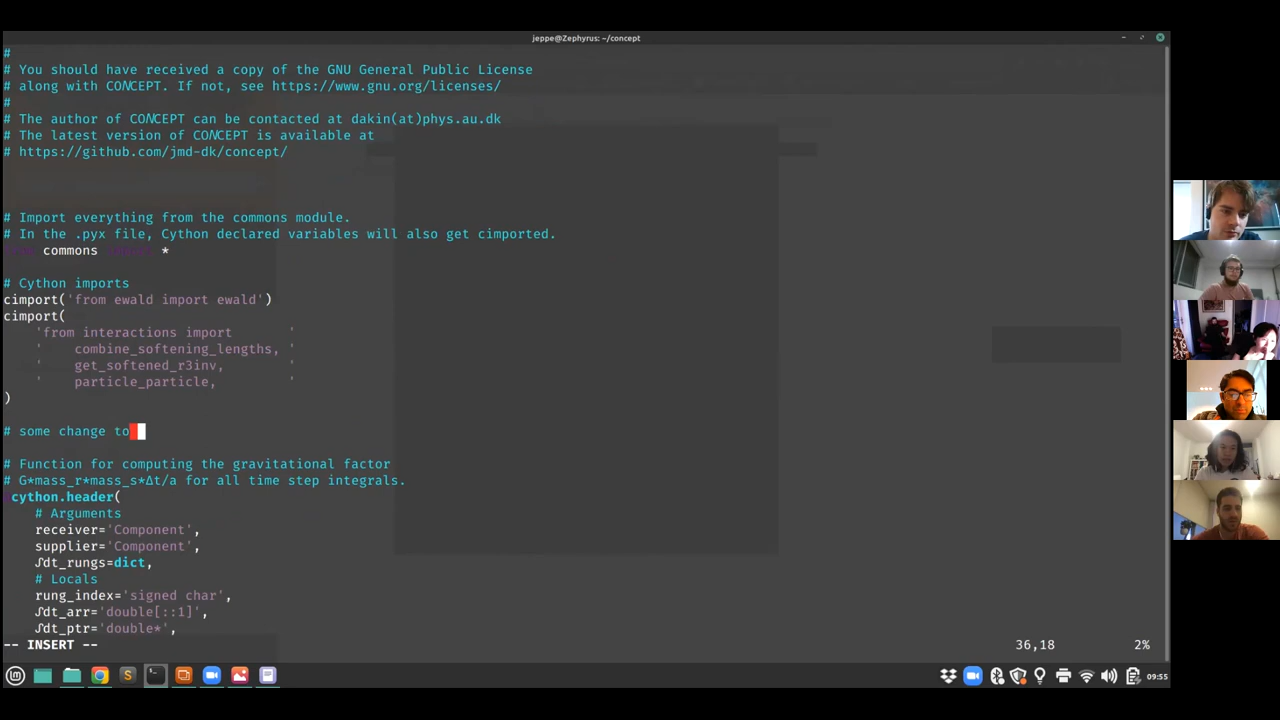 jeppe@Zephyrus: ~/concept
#
# You should have received a copy of the GNU General Public License
# along with CO𝘕CEPT. If not, see https://www.gnu.org/licenses/
#
# The author of CO𝘕CEPT can be contacted at dakin(at)phys.au.dk
# The latest version of CO𝘕CEPT is available at
# https://github.com/jmd-dk/concept/
# Import everything from the commons module.
# In the .pyx file, Cython declared variables will also get cimported.
from commons import *
# Cython imports
cimport('from ewald import ewald')
cimport(
    'from interactions import       '
    '    combine_softening_lengths, '
    '    get_softened_r3inv,        '
    '    particle_particle,         '
)
# some change to
# Function for computing the gravitational factor
# G*mass_r*mass_s*Δt/a for all time step integrals.
cython.header(
    # Arguments
    receiver='Component',
    supplier='Component',
    ᔑdt_rungs=dict,
    # Locals
    rung_index='signed char',
    ᔑdt_arr='double[::1]',
    ᔑdt_ptr='double*',
-- INSERT -- 36,18 2%
09:55